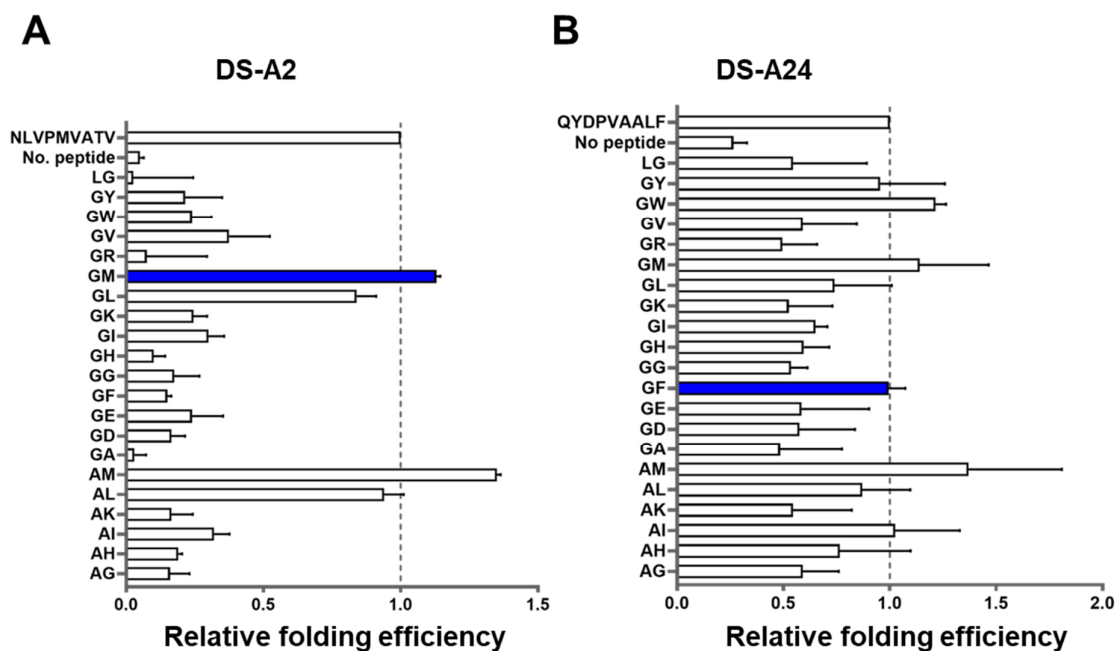 A
DS-A2
NLVPMVATV
No. peptide
LG
GY
GW
GV
GR
GM
GL
GK
GI
GH
GG
GF
GE
GD
GA
AM
AL
AK
AI
AH
AG
0.0
0.5
1.0
1.5
Relative folding efficiency
B
DS-A24
QYDPVAALF
No peptide
LG
GY
GW
GV
GR
GM
GL
GK
GI
GH
GG
GF
GE
GD
GA
AM
AL
AK
AI
AH
AG
0.0
0.5
1.0
1.5
2.0
Relative folding efficiency